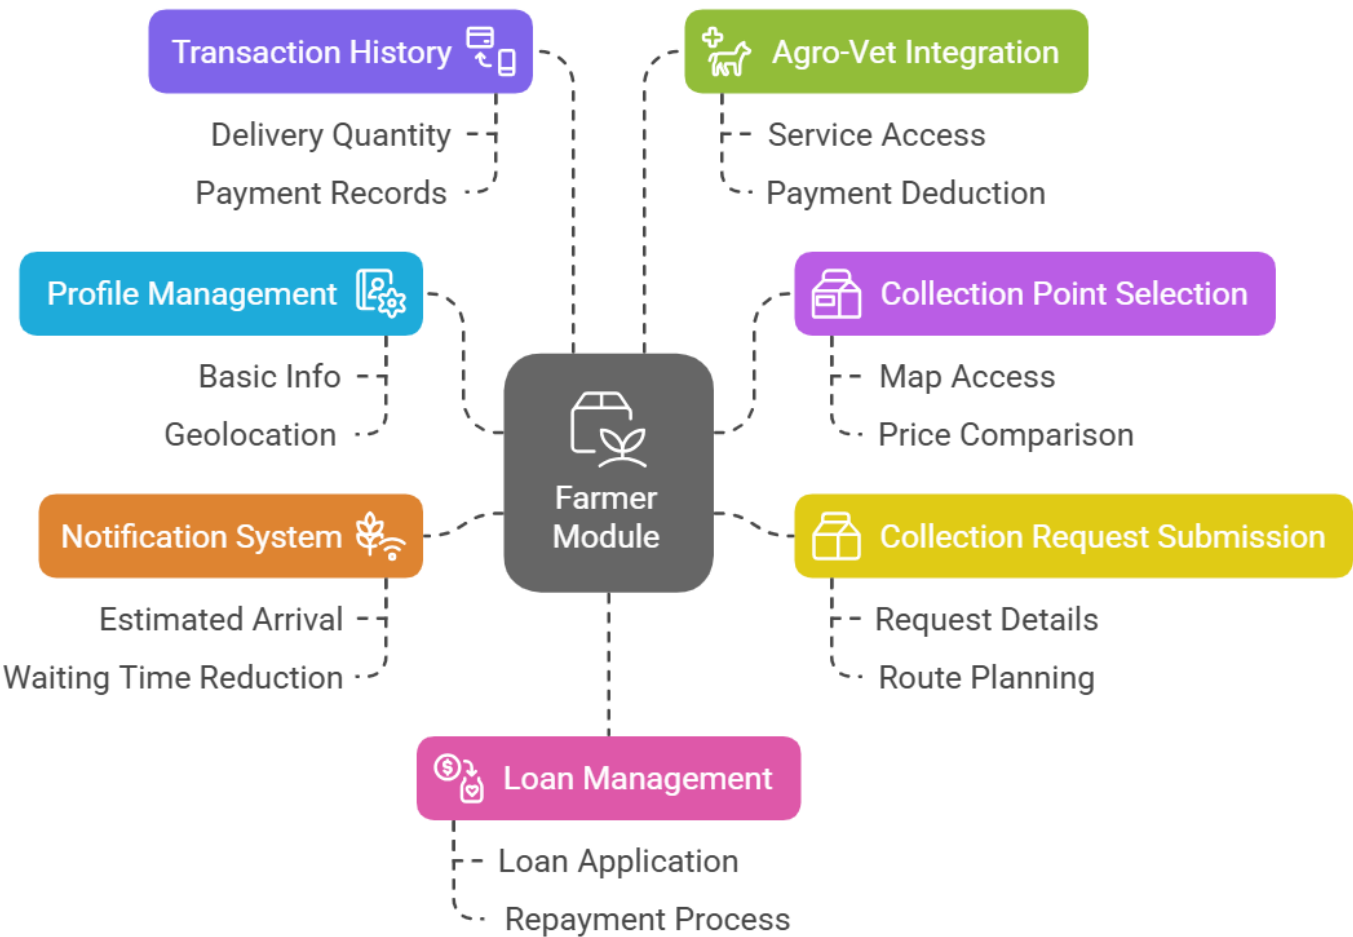 Transaction History
Delivery Quantity
Payment Records
Agro-Vet Integration
Service Access
Payment Deduction
Profile Management
Basic Info
Geolocation
Collection Point Selection
Map Access
Price Comparison
Farmer
Module
Notification System
Estimated Arrival
Waiting Time Reduction
Collection Request Submission
Request Details
Route Planning
Loan Management
Loan Application
Repayment Process